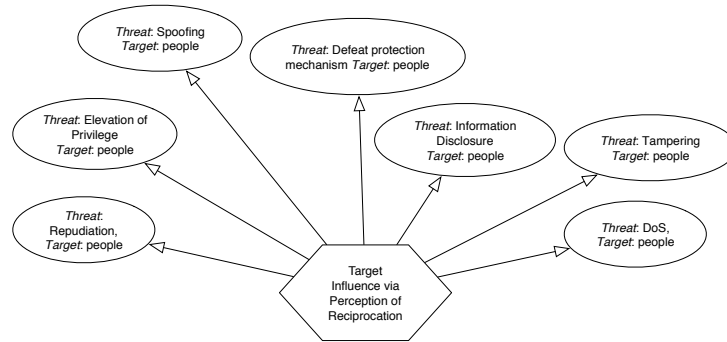 Threat: Spoofing
Target: people
Threat: Defeat protection
mechanism Target: people
Threat: Elevation of
Privilege
Target: people
Threat: Information
Disclosure
Target: people
Threat: Tampering
Target: people
Threat:
Repudiation,
Target: people
Threat: DoS,
Target: people
Target
Influence via
Perception of
Reciprocation